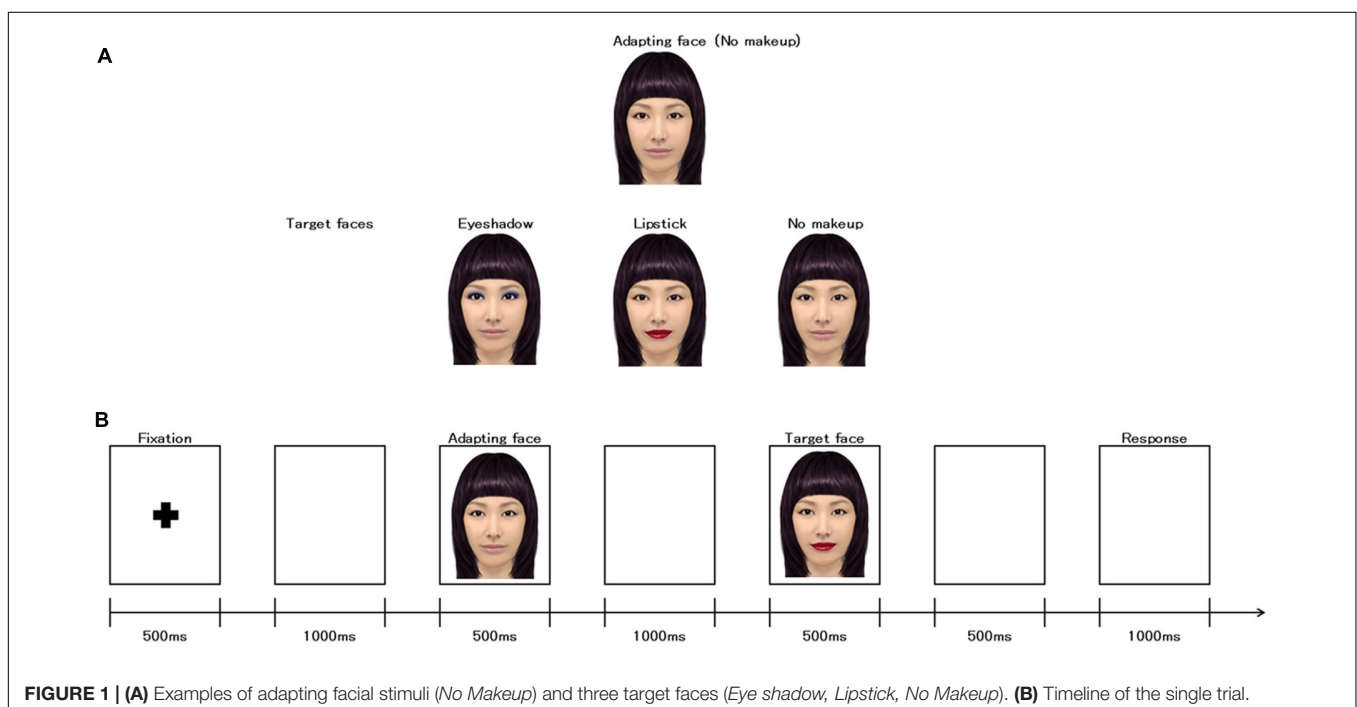 A
Adapting face (No makeup)
Target faces Eyeshadow Lipstick No makeup
B
Fixation Adapting face Target face Response
500ms 1000ms 500ms 1000ms 500ms 500ms 1000ms
FIGURE 1 | (A) Examples of adapting facial stimuli (No Makeup) and three target faces (Eye shadow, Lipstick, No Makeup). (B) Timeline of the single trial.